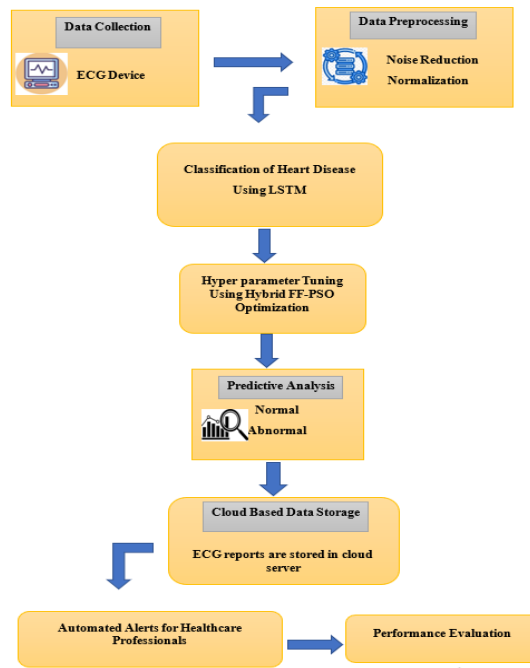 Data Collection
ECG Device
Data Preprocessing
Noise Reduction
Normalization
Classification of Heart Disease
Using LSTM
Hyper parameter Tuning
Using Hybrid FF-PSO
Optimization
Predictive Analysis
Normal
Abnormal
Cloud Based Data Storage
ECG reports are stored in cloud
server
Automated Alerts for Healthcare
Professionals
Performance Evaluation